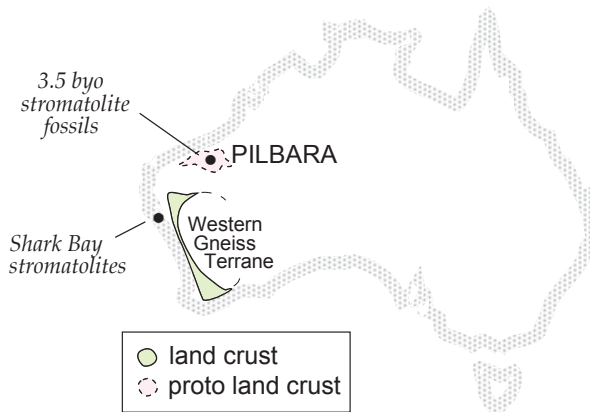 3.5 byo
stromatolite
fossils
PILBARA
Western
Gneiss
Terrane
Shark Bay
stromatolites
land crust
proto land crust